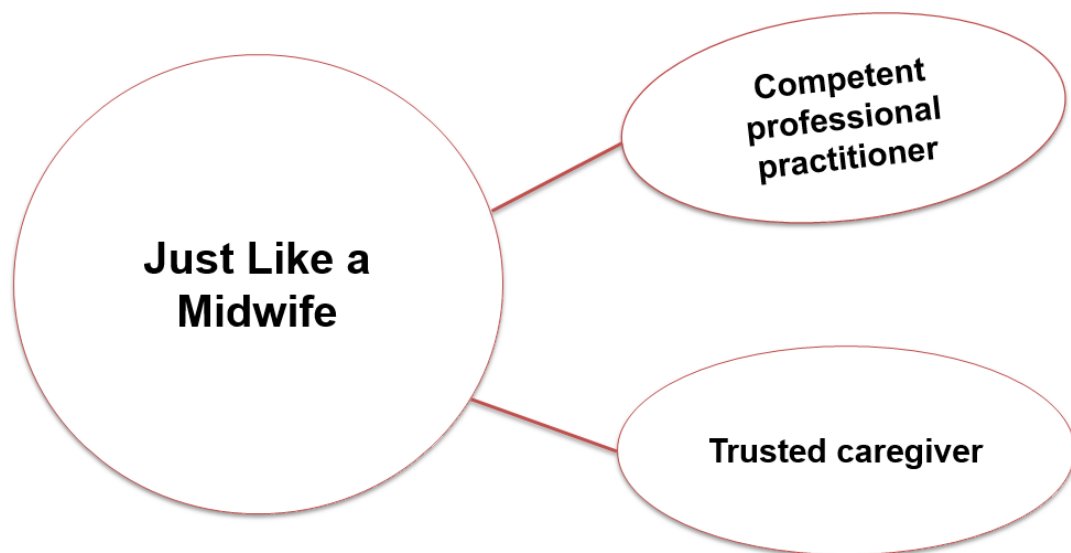 Just Like a
Midwife
Competent
professional
practitioner
Trusted caregiver